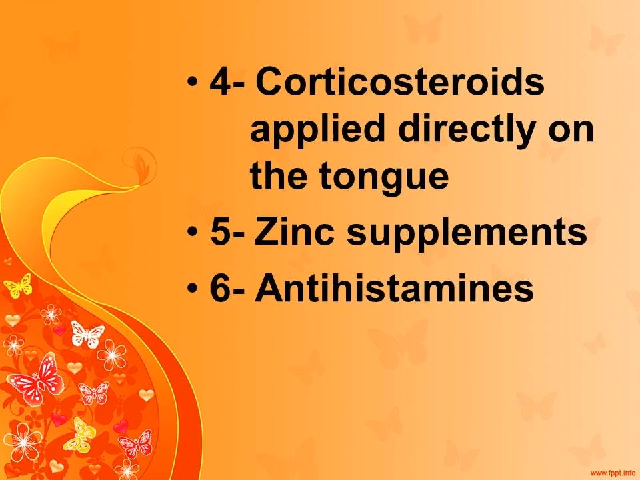 • 4- Corticosteroids
applied directly on
the tongue
• 5- Zinc supplements
• 6- Antihistamines
www.fppt.info